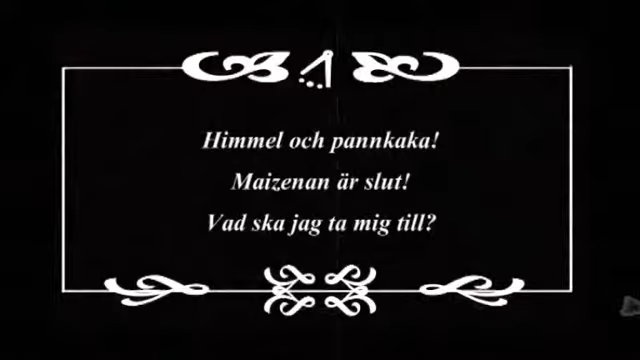 Himmel och pannkaka!
Maizenan är slut!
Vad ska jag ta mig till?